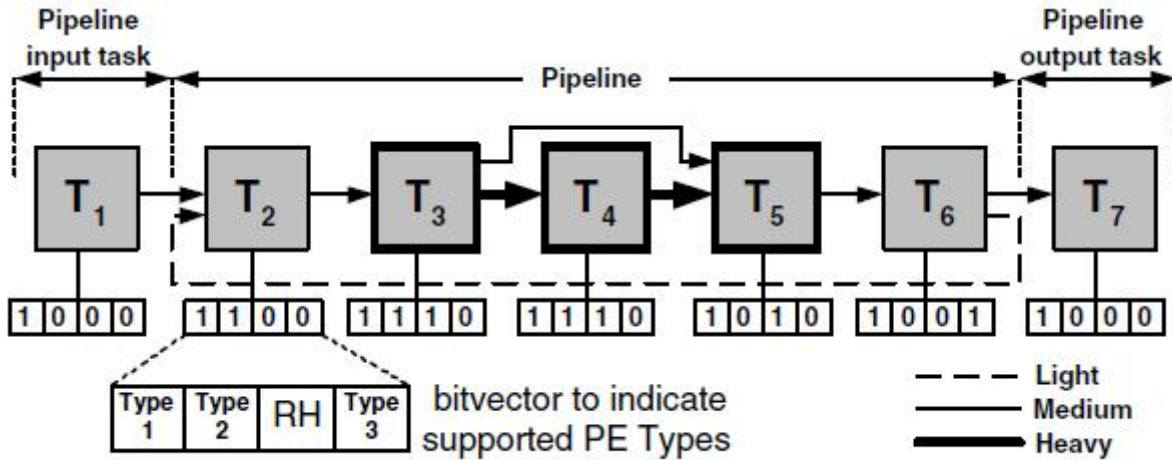 Pipeline input task
Pipeline
Pipeline output task
T1
T2
T3
T4
T5
T6
T7
1 0 0 0
1 1 0 0
1 1 1 0
1 1 1 0
1 0 1 0
1 0 0 1
1 0 0 0
Type 1
Type 2
RH
Type 3
bitvector to indicate
supported PE Types
Light
Medium
Heavy